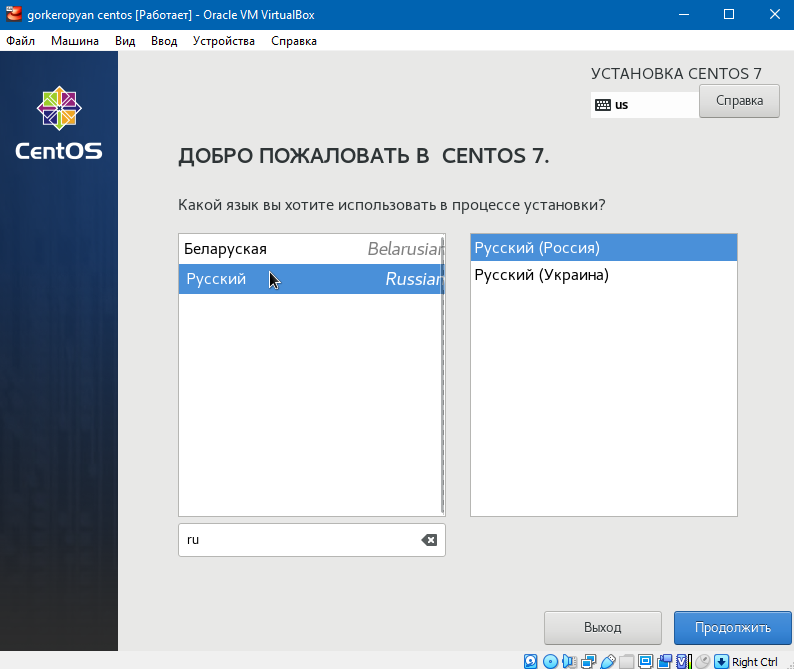 gorkeropyan centos [Работает] - Oracle VM VirtualBox
Файл Машина Вид Ввод Устройства Справка
УСТАНОВКА CENTOS 7
us
Справка
CentOS
ДОБРО ПОЖАЛОВАТЬ В CENTOS 7.
Какой язык вы хотите использовать в процессе установки?
Беларуская Belarusian
Русский Russian
Русский (Россия)
Русский (Украина)
ru
Выход
Продолжить
Right Ctrl